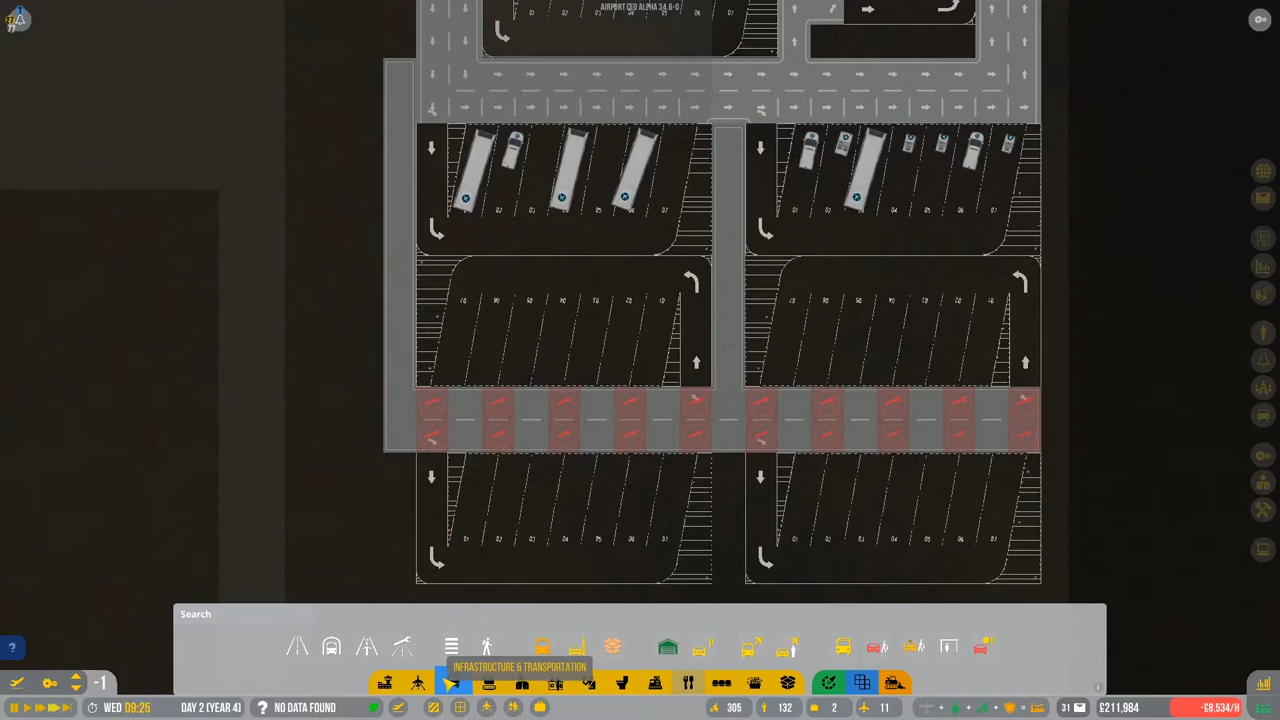 AIRPORT CEO ALPHA 34.6-0
Search
INFRASTRUCTURE & TRANSPORTATION
-1
WED 09:26
DAY 2 (YEAR 4)
NO DATA FOUND
305
132
2
11
31
£211,984
-£8,534/H